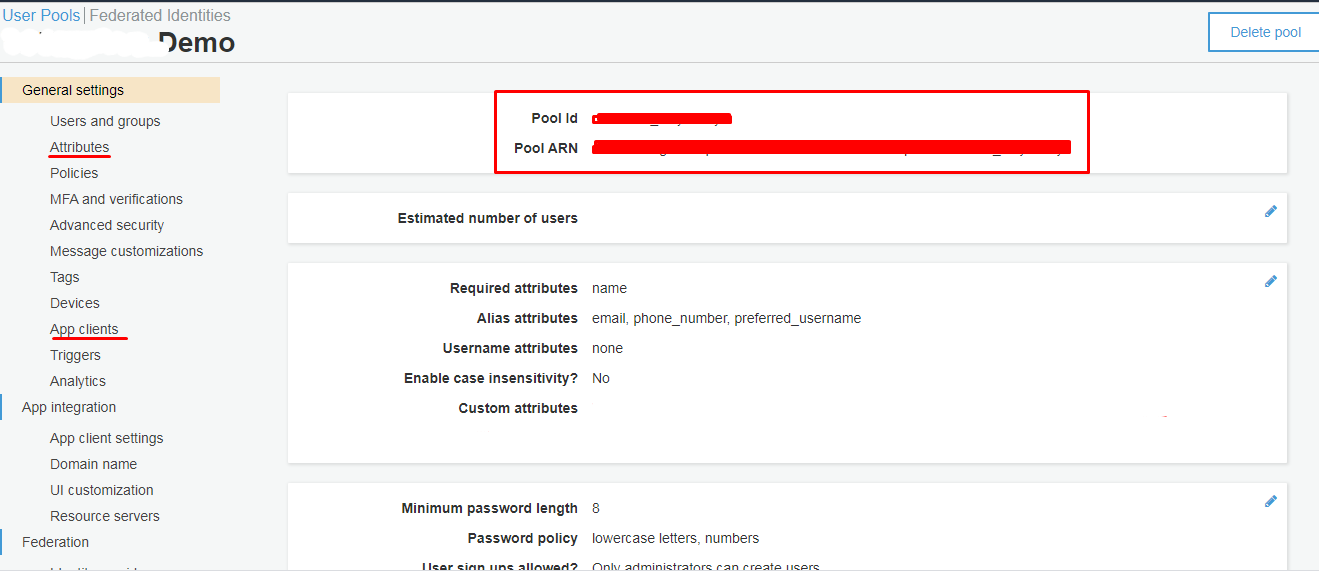 User Pools | Federated Identities
Demo
Delete pool
General settings
Users and groups
Attributes
Policies
MFA and verifications
Advanced security
Message customizations
Tags
Devices
App clients
Triggers
Analytics
App integration
App client settings
Domain name
UI customization
Resource servers
Federation
Pool Id
Pool ARN
Estimated number of users
Required attributes name
Alias attributes email, phone_number, preferred_username
Username attributes none
Enable case insensitivity? No
Custom attributes
Minimum password length 8
Password policy lowercase letters, numbers
User sign ups allowed? Only administrators can create users